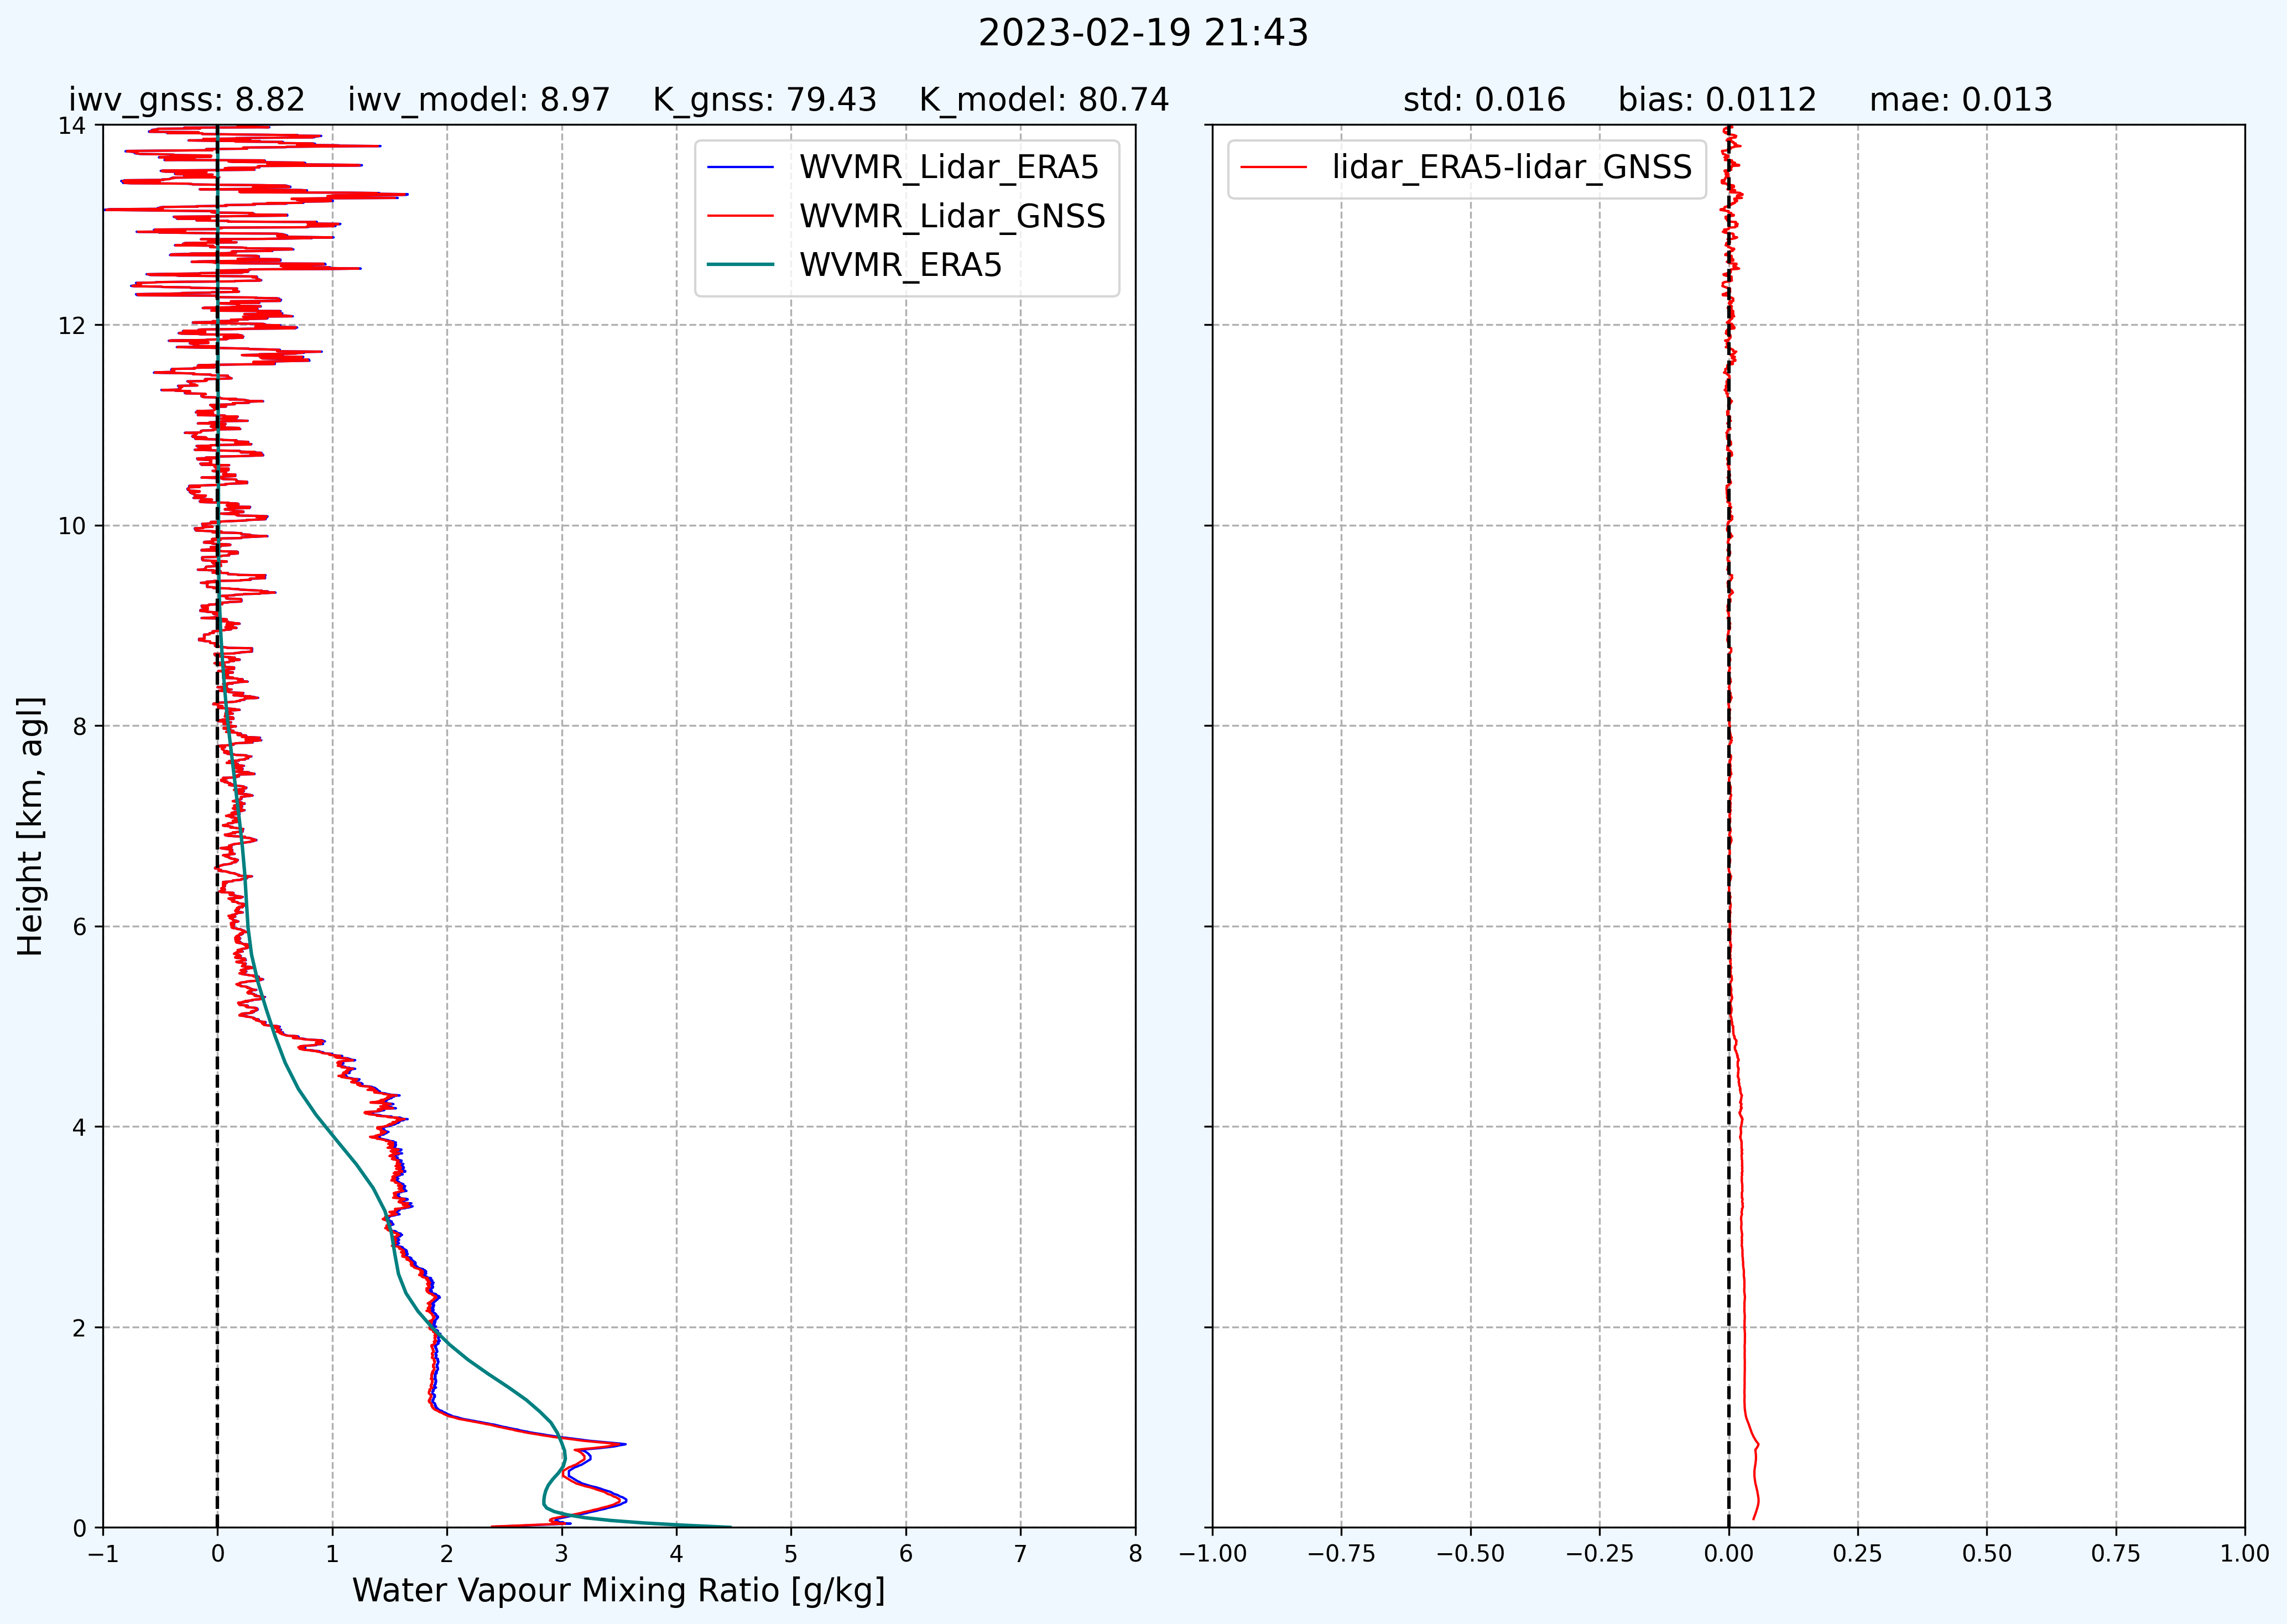 2023-02-19 21:43
iwv_gnss: 8.82 iwv_model: 8.97 K_gnss: 79.43 K_model: 80.74
std: 0.016 bias: 0.0112 mae: 0.013
WVMR_Lidar_ERA5
WVMR_Lidar_GNSS
WVMR_ERA5
lidar_ERA5-lidar_GNSS
Height [km, agl]
14
12
10
8
6
4
2
0
−1 0 1 2 3 4 5 6 7 8
Water Vapour Mixing Ratio [g/kg]
−1.00 −0.75 −0.50 −0.25 0.00 0.25 0.50 0.75 1.00